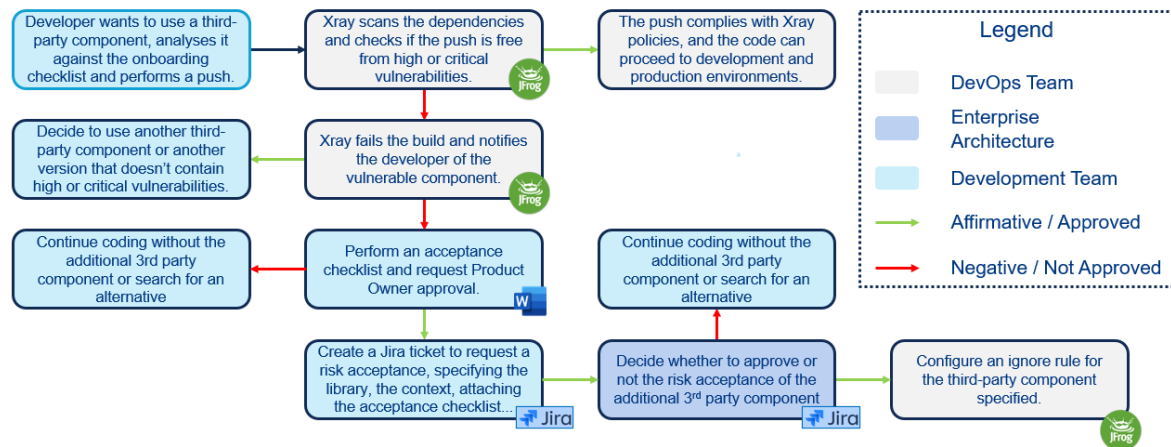 Developer wants to use a third-
party component, analyses it
against the onboarding
checklist and performs a push.
Xray scans the dependencies
and checks if the push is free
from high or critical
vulnerabilities.
JFrog
The push complies with Xray
policies, and the code can
proceed to development and
production environments.
Decide to use another third-
party component or another
version that doesn't contain
high or critical vulnerabilities.
Xray fails the build and notifies
the developer of the
vulnerable component.
JFrog
Continue coding without the
additional 3rd party
component or search for an
alternative
Perform an acceptance
checklist and request Product
Owner approval.
W
Continue coding without the
additional 3rd party
component or search for an
alternative
Create a Jira ticket to request a
risk acceptance, specifying the
library, the context, attaching
the acceptance checklist...
Jira
Decide whether to approve or
not the risk acceptance of the
additional 3rd party component
Jira
Configure an ignore rule for
the third-party component
specified.
JFrog
Legend
DevOps Team
Enterprise
Architecture
Development Team
Affirmative / Approved
Negative / Not Approved